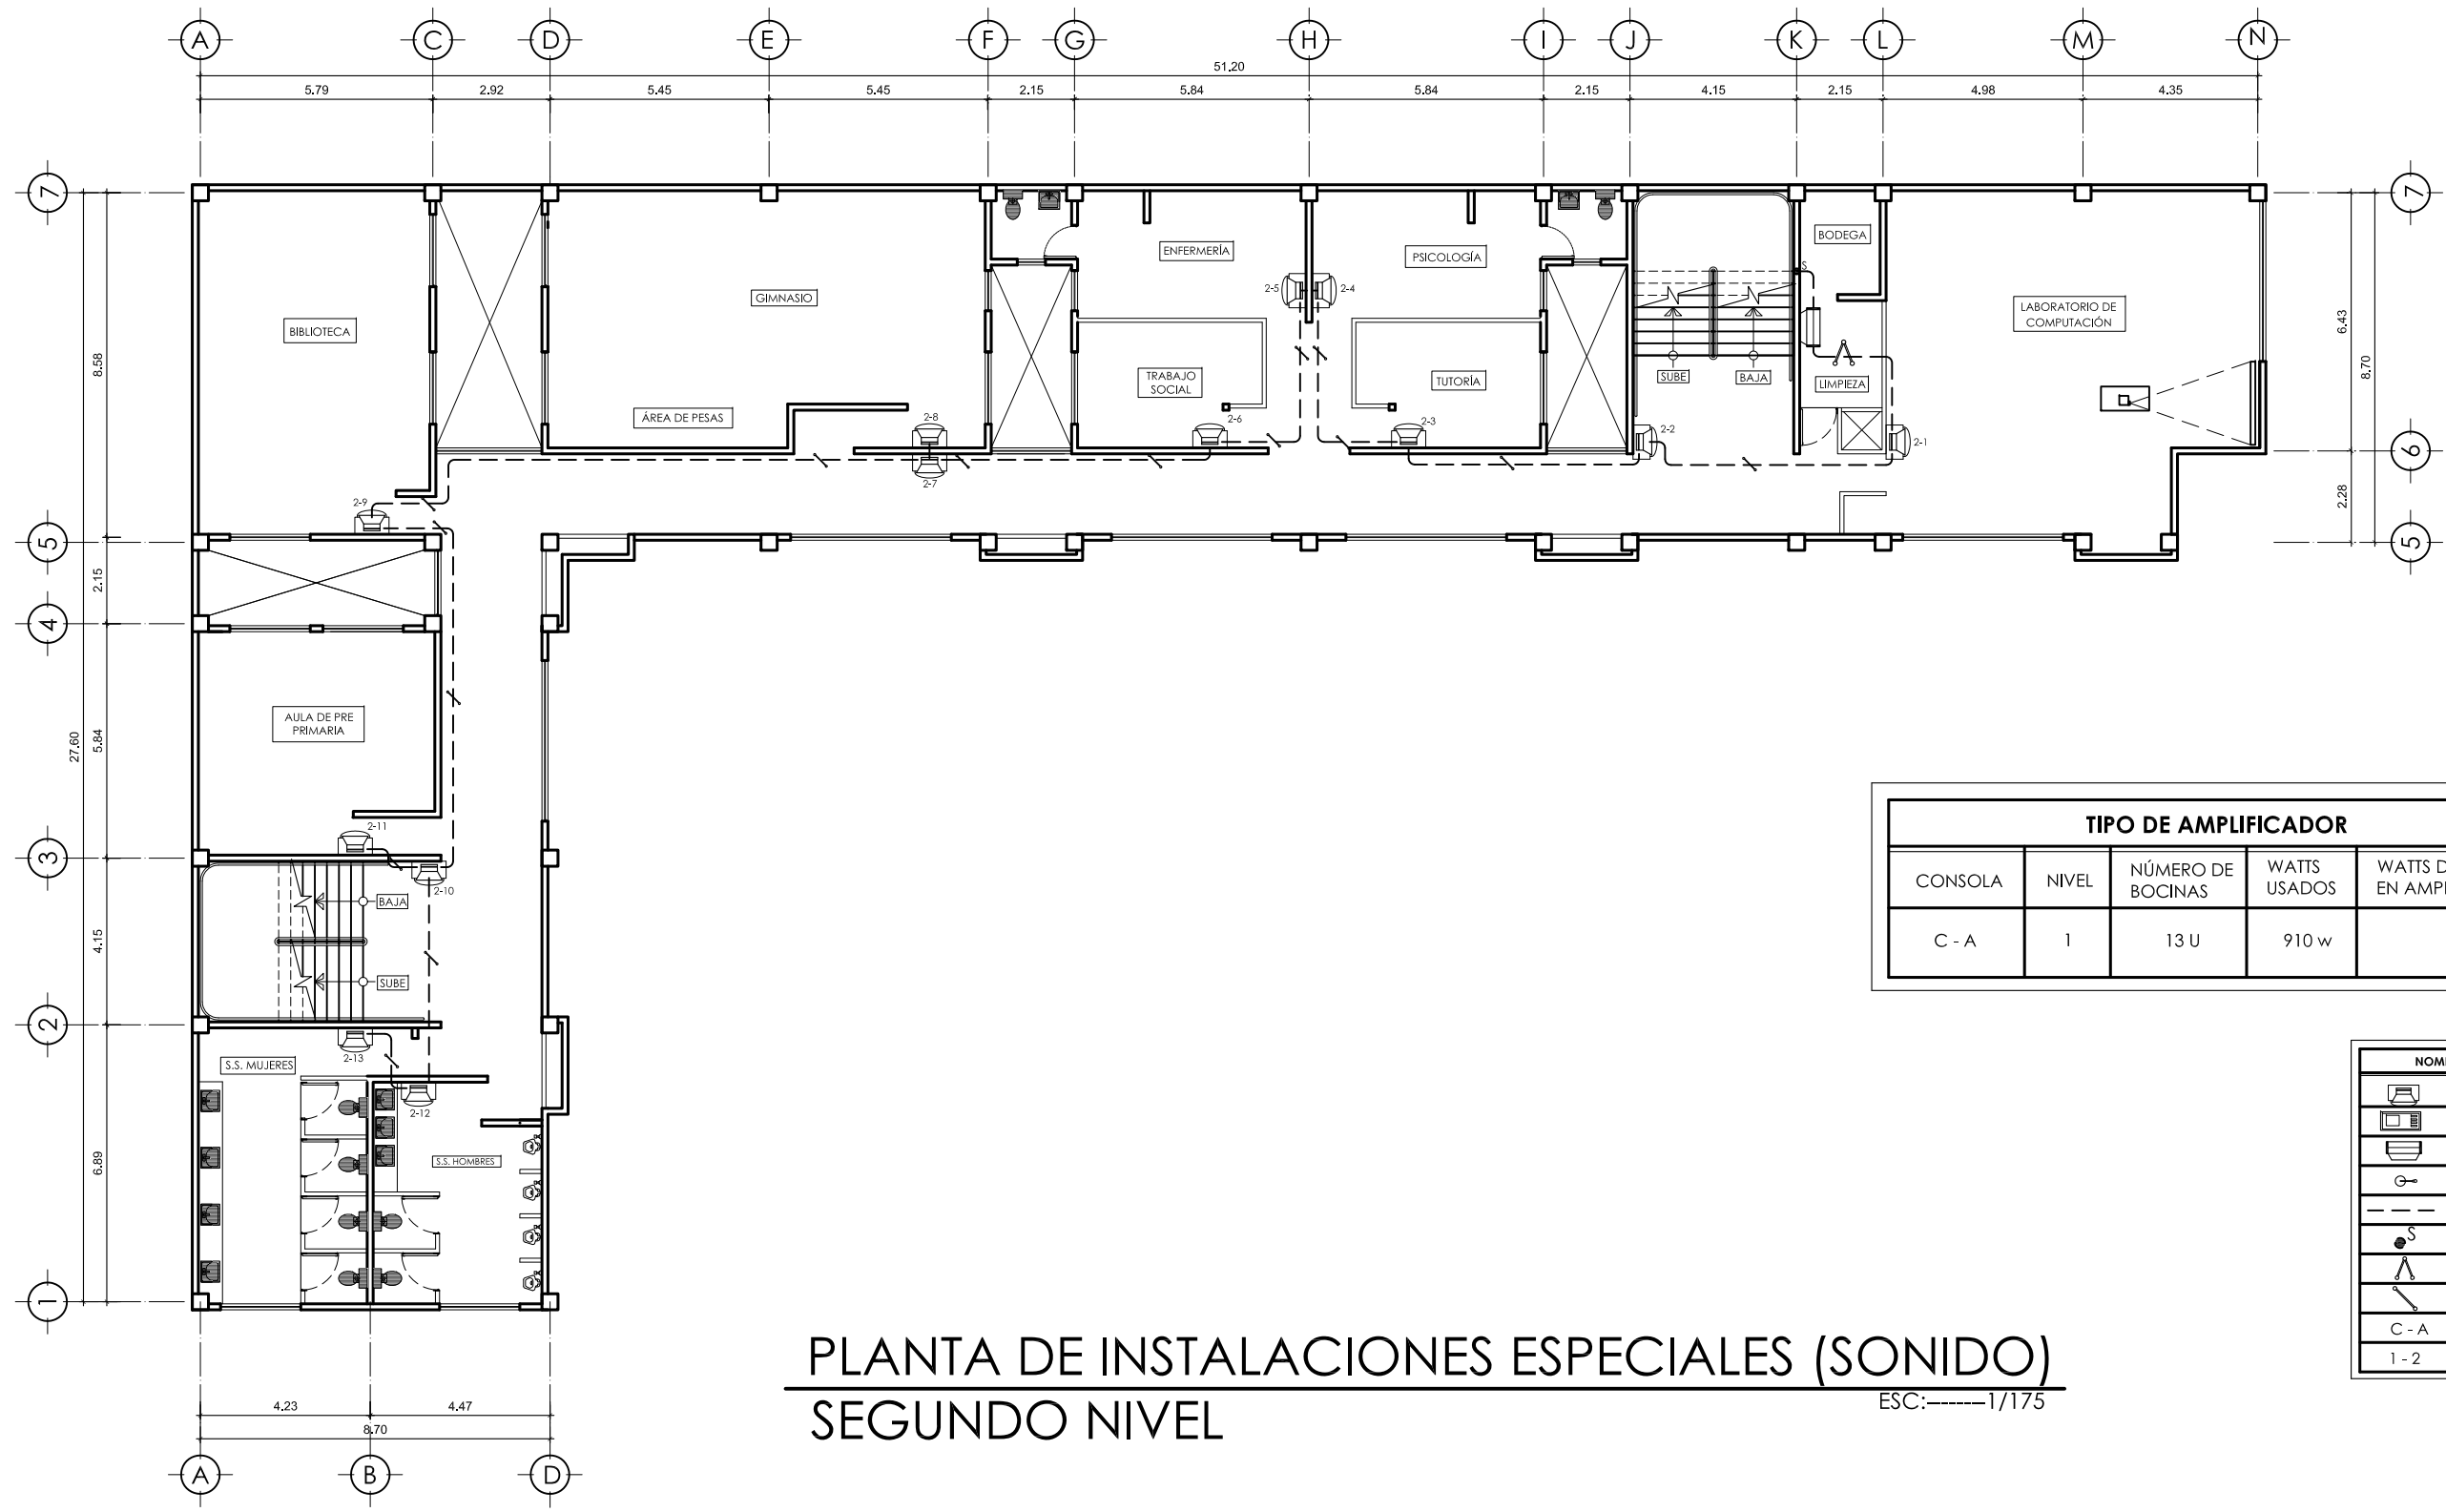 A C D E F G H I J K L M N
51.20
5.79 2.92 5.45 5.45 2.15 5.84 5.84 2.15 4.15 2.15 4.98 4.35
7 7
BODEGA
ENFERMERÍA
PSICOLOGÍA
S
2-5 2-4
GIMNASIO
LABORATORIO DE
COMPUTACIÓN
BIBLIOTECA
6.43
8.70
8.58
TRABAJO
SOCIAL
TUTORÍA
SUBE
BAJA
LIMPIEZA
ÁREA DE PESAS
2-8
2-6
2-3
2-2
2-1
6
2-7
2-9
2.28
5 5
2.15
4
AULA DE PRE
PRIMARIA
27.60
5.84
2-11
3
2-10
BAJA
4.15
SUBE
2
2-13
S.S. MUJERES
2-12
S.S. HOMBRES
6.89
1
TIPO DE AMPLIFICADOR
CONSOLA
NIVEL
NÚMERO DE
BOCINAS
WATTS
USADOS
WATTS D
EN AMP
C - A
1
13 U
910 w
NOM
S
C - A
1 - 2
PLANTA DE INSTALACIONES ESPECIALES (SONIDO)
ESC:-------1/175
SEGUNDO NIVEL
4.23 4.47
8.70
A B D